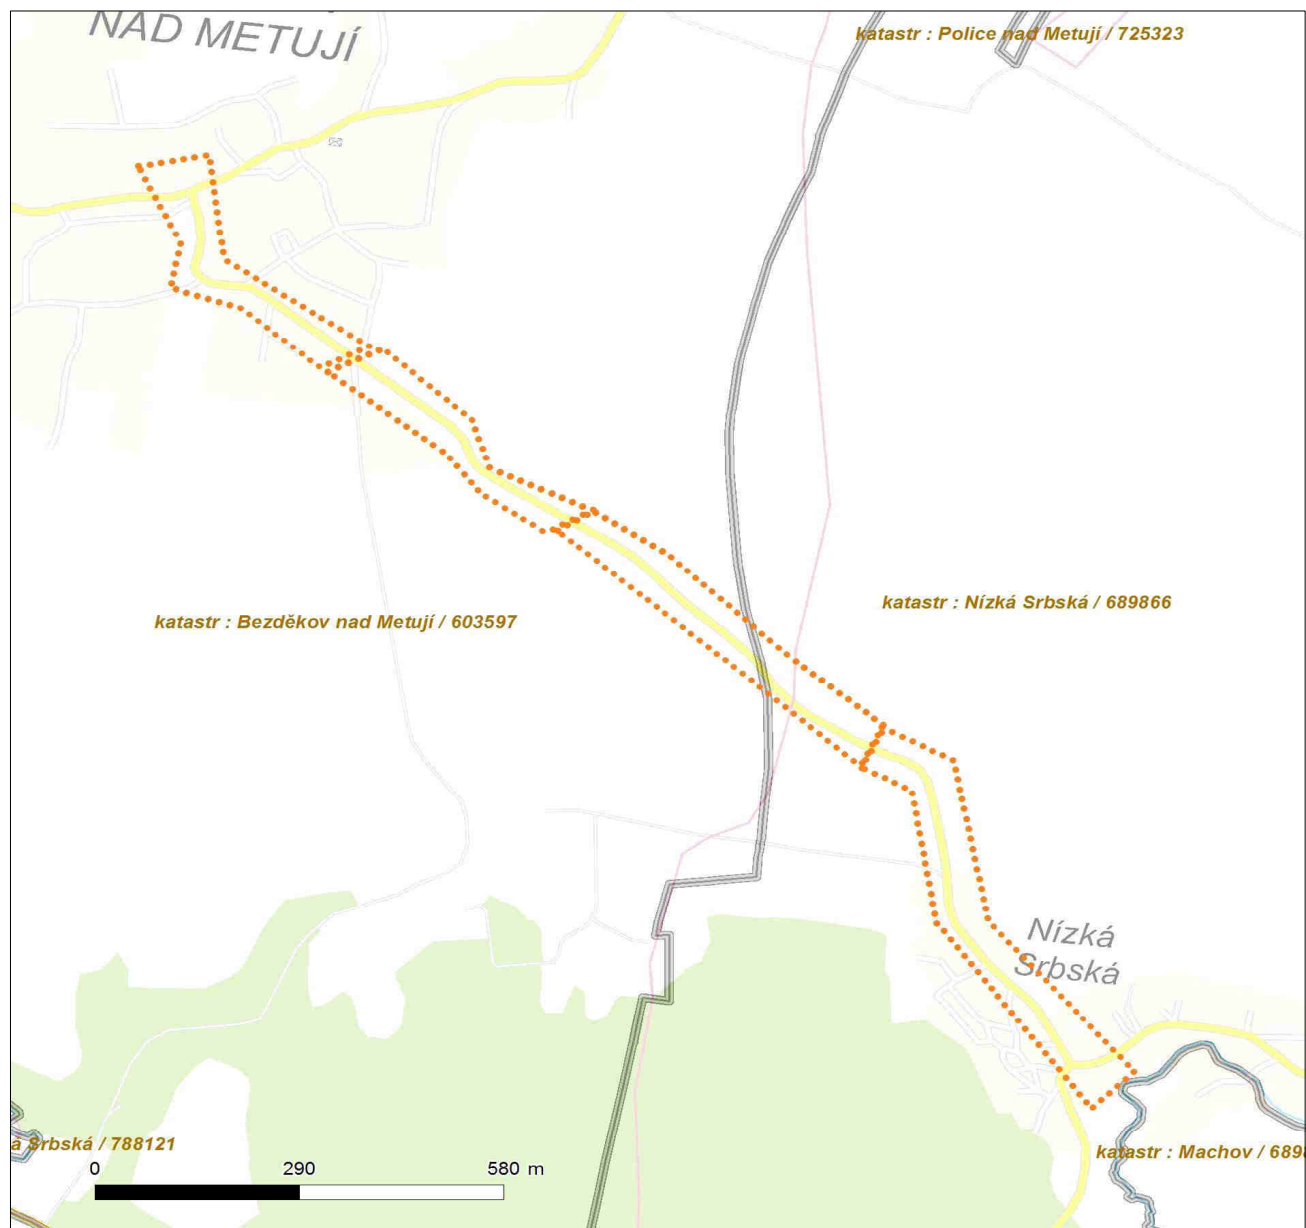 NAD METUJÍ
katastr : Police nad Metují / 725323
katastr : Nízká Srbská / 689866
katastr : Bezděkov nad Metují / 603597
Nízká
Srbská
á Srbská / 788121
katastr : Machov / 689
0 290 580 m